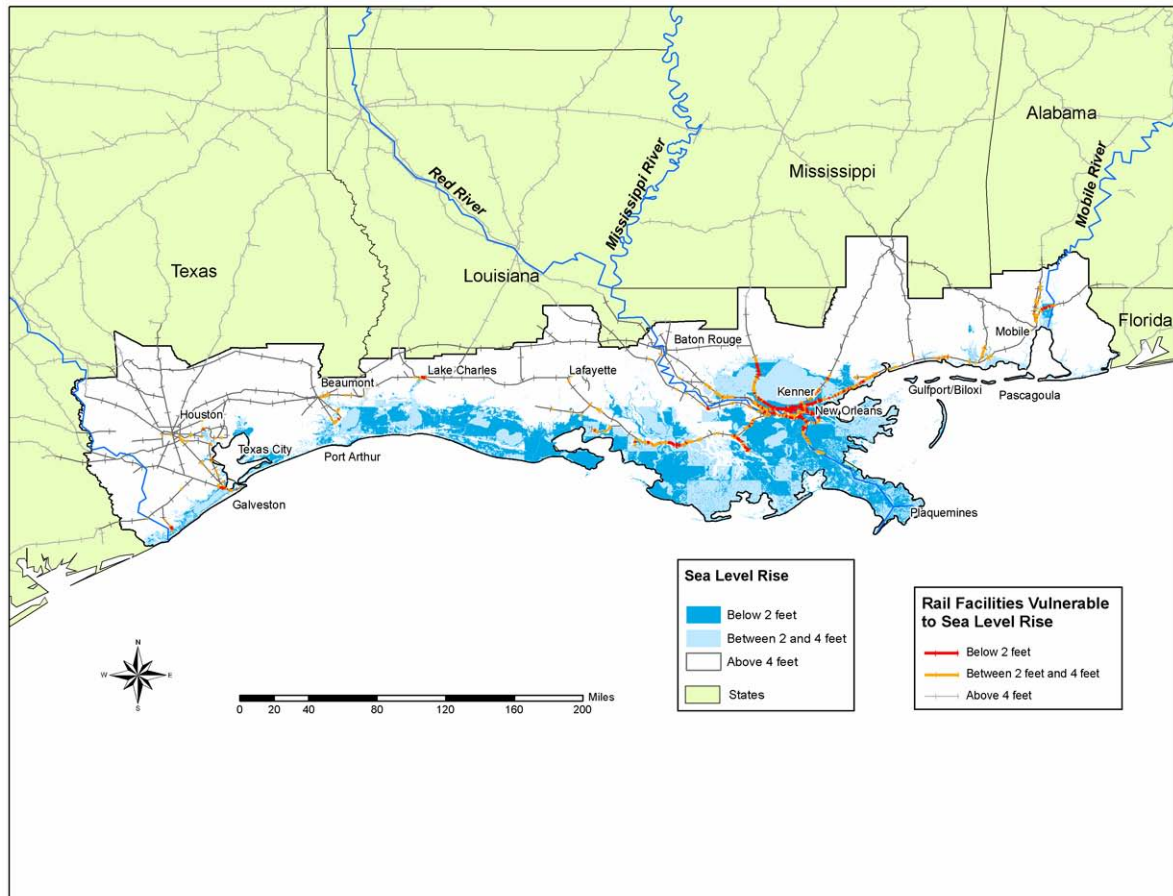 Alabama
Mississippi River
Mobile River
Mississippi
Red River
Texas
Louisiana
Florida
Mobile
Baton Rouge
Lake Charles
Lafayette
Beaumont
Kenner
Gulfport/Biloxi
Pascagoula
Houston
New Orleans
Texas City
Port Arthur
Galveston
Plaquemines
Sea Level Rise
Below 2 feet
Between 2 and 4 feet
Above 4 feet
States
Rail Facilities Vulnerable
to Sea Level Rise
Below 2 feet
Between 2 feet and 4 feet
Above 4 feet
N
W E
S
Miles
0 20 40 80 120 160 200